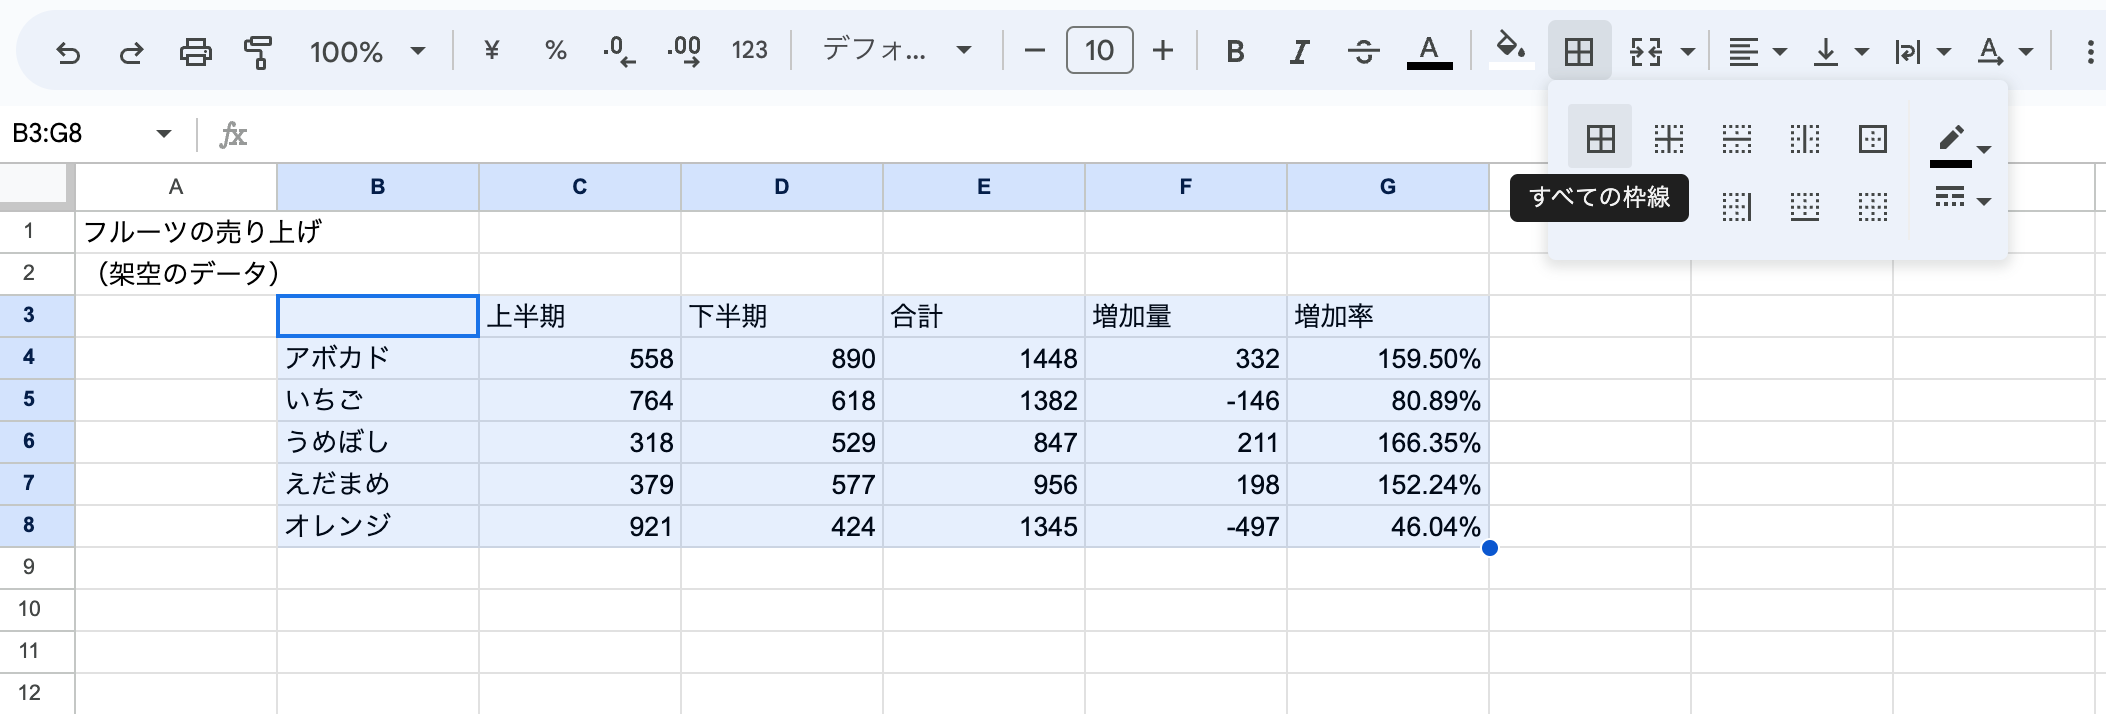 100% ¥ % .0 .00 123 デフォ... 10 B I A A
B3:G8 fx
すべての枠線
A B C D E F G
1 フルーツの売り上げ
2 （架空のデータ）
3 上半期 下半期 合計 増加量 増加率
4 アボカド 558 890 1448 332 159.50%
5 いちご 764 618 1382 -146 80.89%
6 うめぼし 318 529 847 211 166.35%
7 えだまめ 379 577 956 198 152.24%
8 オレンジ 921 424 1345 -497 46.04%
9
10
11
12